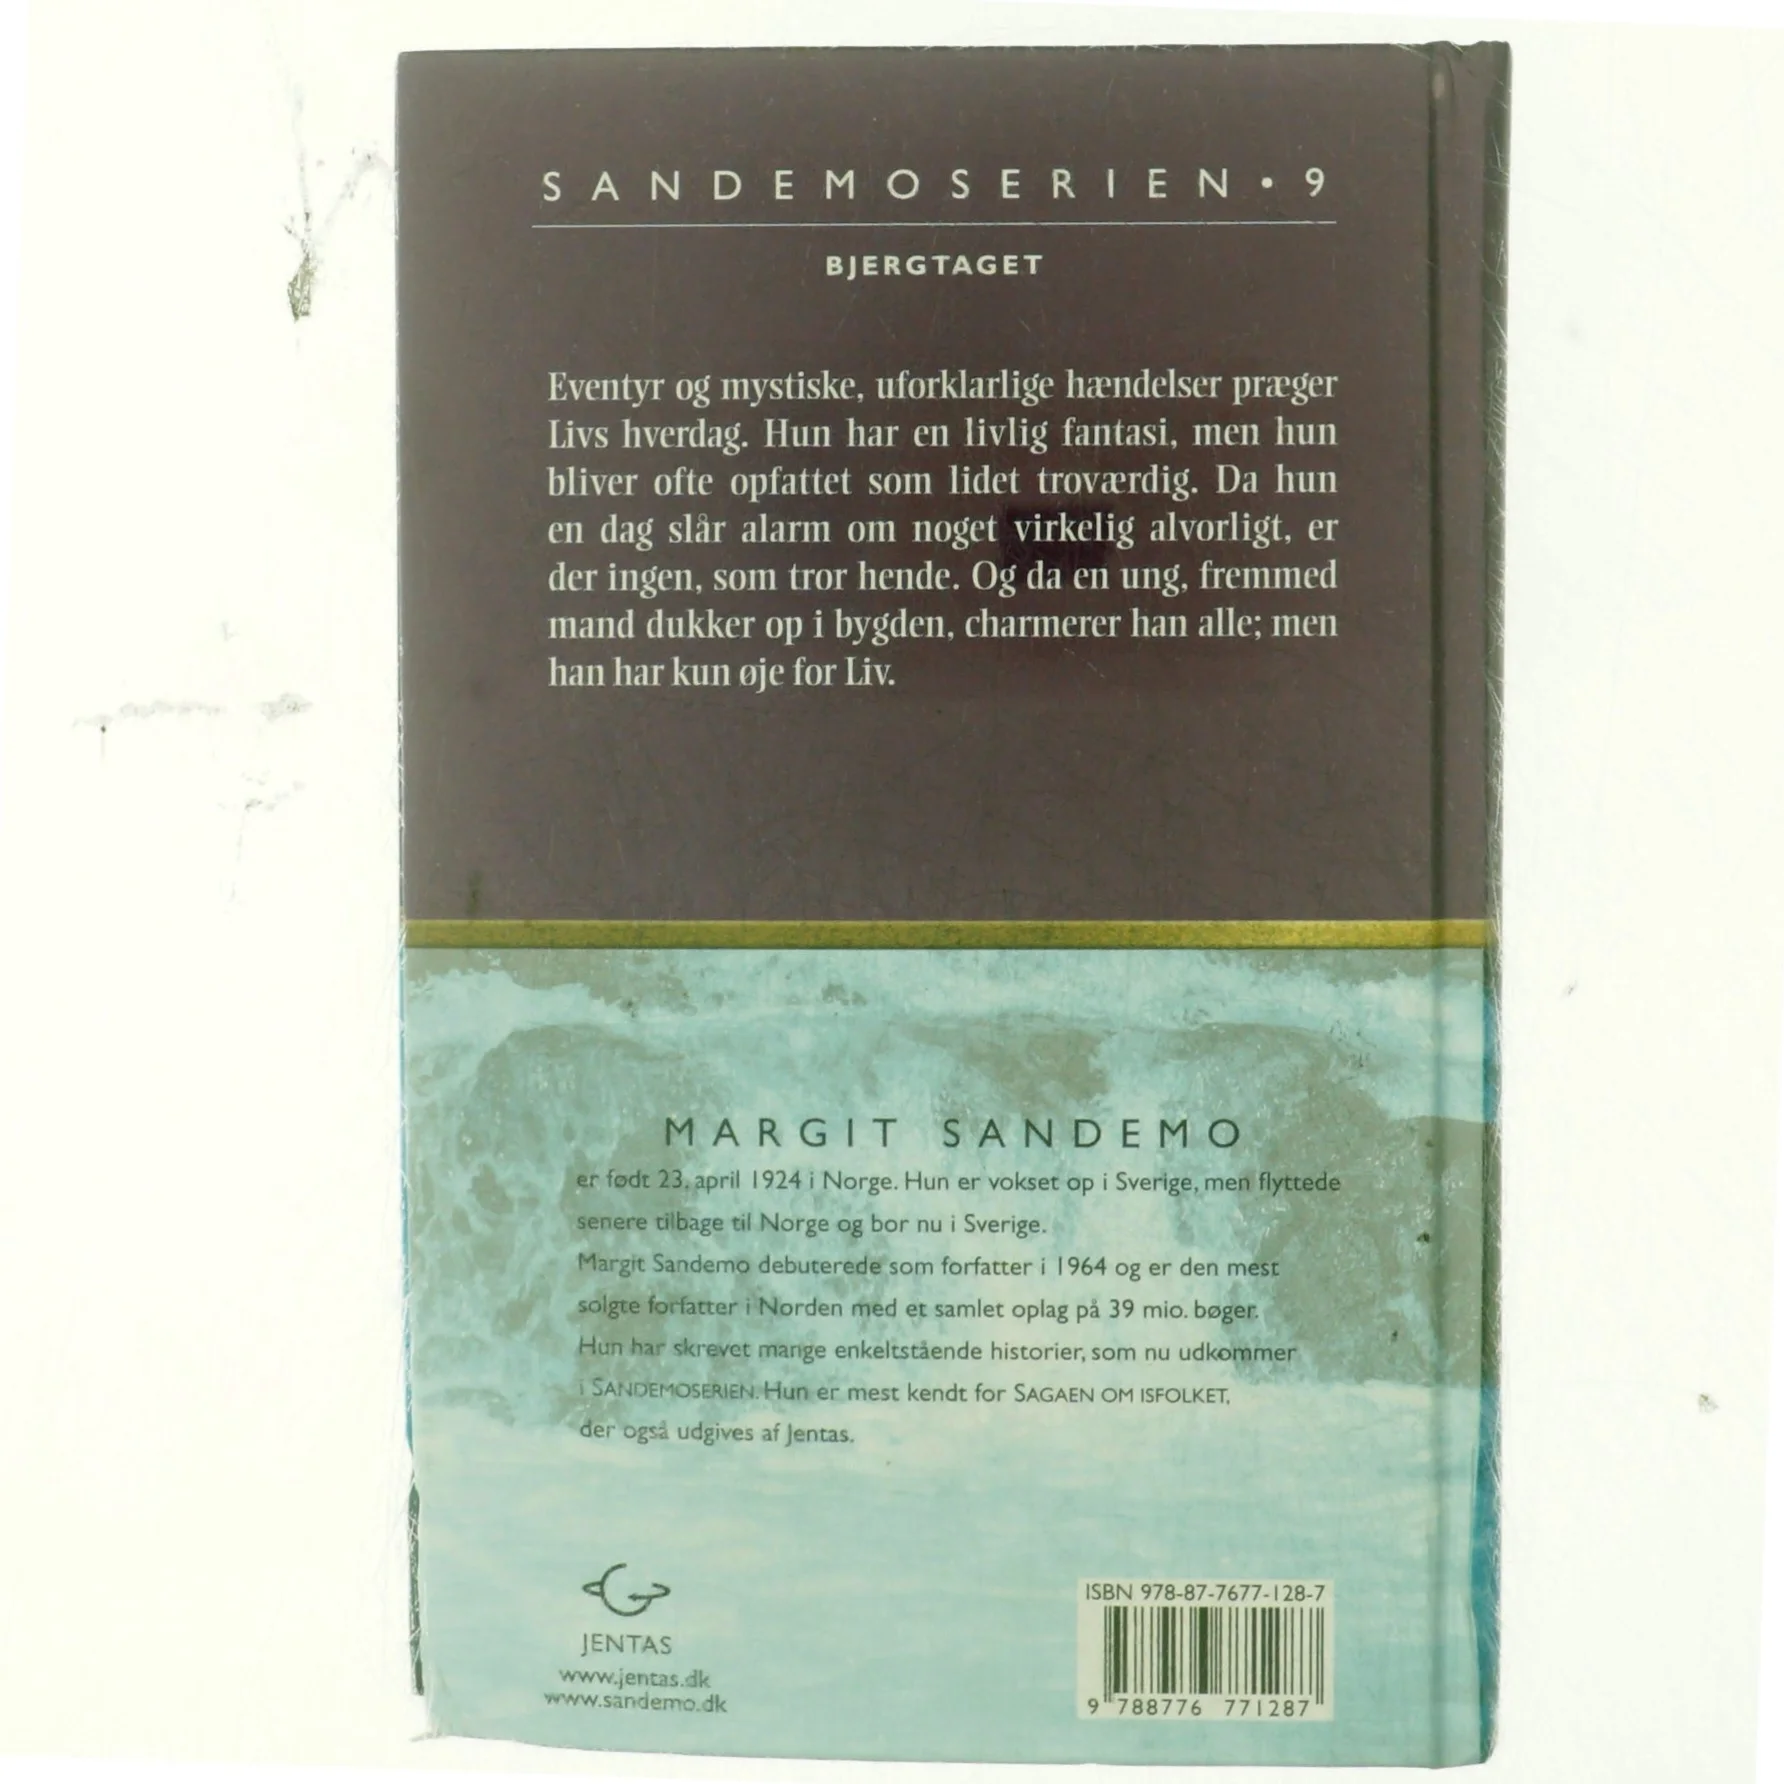 SANDEMOSERIEN • 9
BJERGTAGET
Eventyr og mystiske, uforklarlige hændelser præger
Livs hverdag. Hun har en livlig fantasi, men hun
bliver ofte opfattet som lidet troværdig. Da hun
en dag slår alarm om noget virkelig alvorligt, er
der ingen, som tror hende. Og da en ung, fremmed
mand dukker op i bygden, charmerer han alle; men
han har kun øje for Liv.
MARGIT SANDEMO
er født 23. april 1924 i Norge. Hun er vokset op i Sverige, men flyttede
senere tilbage til Norge og bor nu i Sverige.
Margit Sandemo debuterede som forfatter i 1964 og er den mest
solgte forfatter i Norden med et samlet oplag på 39 mio. bøger.
Hun har skrevet mange enkeltstående historier, som nu udkommer
i SANDEMOSERIEN. Hun er mest kendt for SAGAEN OM ISFOLKET,
der også udgives af Jentas.
JENTAS
www.jentas.dk
www.sandemo.dk
ISBN 978-87-7677-128-7
9 788776 771287